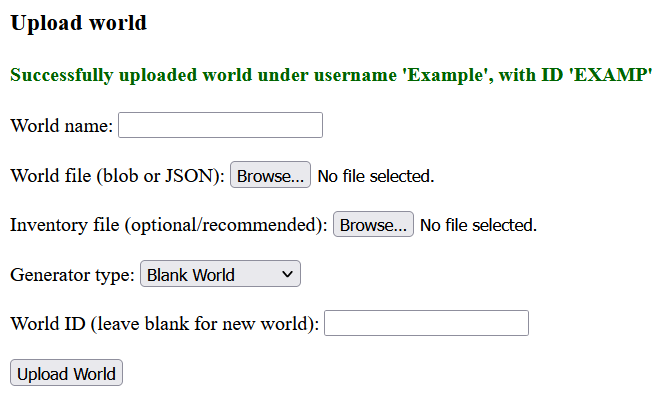 Upload world
Successfully uploaded world under username 'Example', with ID 'EXAMP'
World name:
World file (blob or JSON): Browse... No file selected.
Inventory file (optional/recommended): Browse... No file selected.
Generator type: Blank World
World ID (leave blank for new world):
Upload World